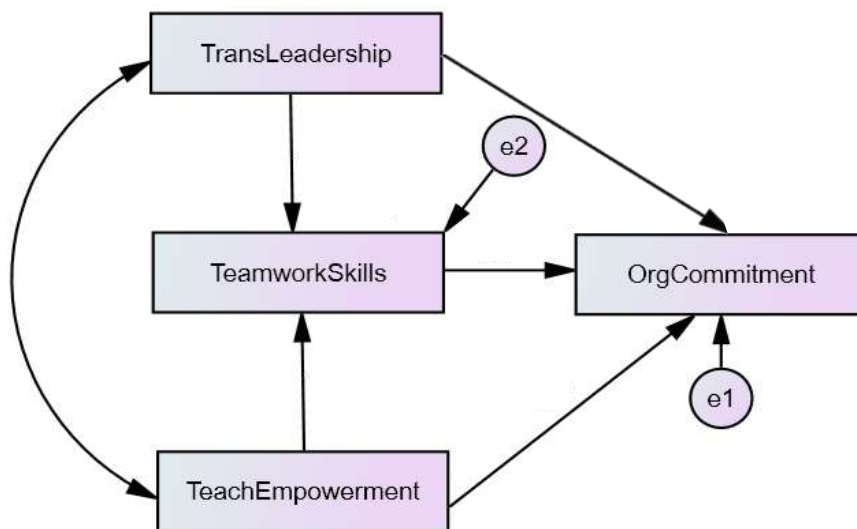 TransLeadership
e2
TeamworkSkills
OrgCommitment
e1
TeachEmpowerment